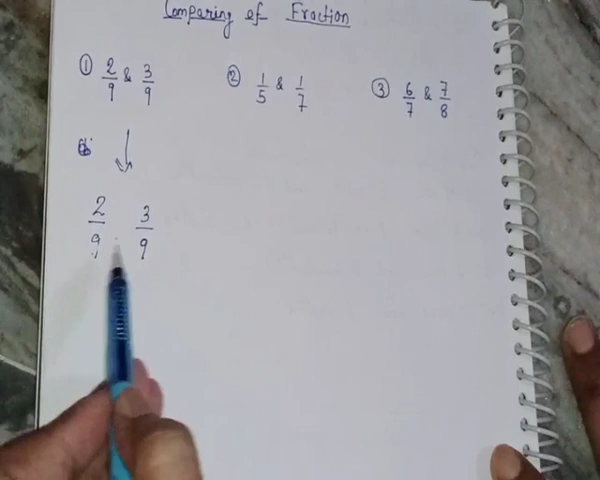 Comparing of Fraction
① 2/9 & 3/9 ② 1/5 & 1/7 ③ 6/7 & 7/8
2/9 3/9